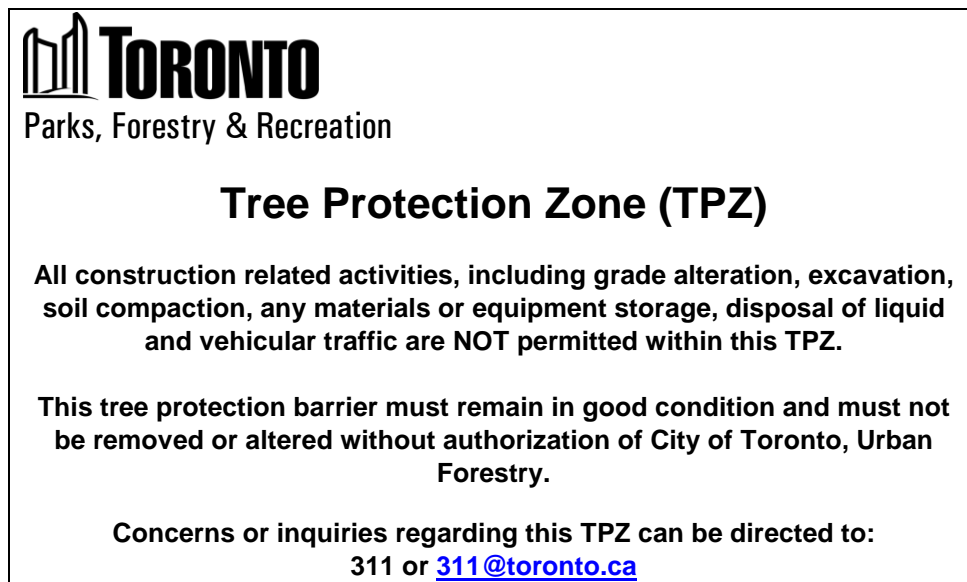 TORONTO
Parks, Forestry & Recreation
Tree Protection Zone (TPZ)
All construction related activities, including grade alteration, excavation,
soil compaction, any materials or equipment storage, disposal of liquid
and vehicular traffic are NOT permitted within this TPZ.
This tree protection barrier must remain in good condition and must not
be removed or altered without authorization of City of Toronto, Urban
Forestry.
Concerns or inquiries regarding this TPZ can be directed to:
311 or 311@toronto.ca